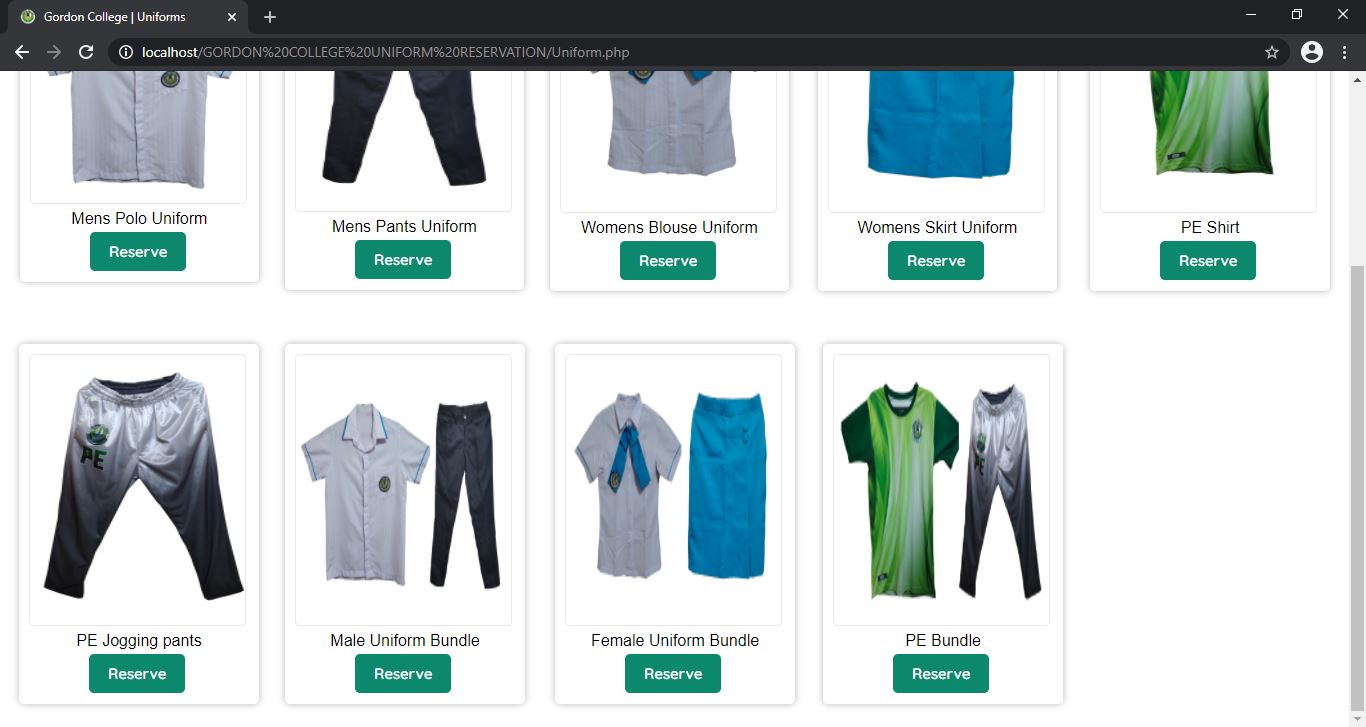 Gordon College | Uniforms
localhost/GORDON%20COLLEGE%20UNIFORM%20RESERVATION/Uniform.php
Mens Polo Uniform
Reserve
Mens Pants Uniform
Reserve
Womens Blouse Uniform
Reserve
Womens Skirt Uniform
Reserve
PE Shirt
Reserve
PE
PE Jogging pants
Reserve
Male Uniform Bundle
Reserve
Female Uniform Bundle
Reserve
PE
PE Bundle
Reserve